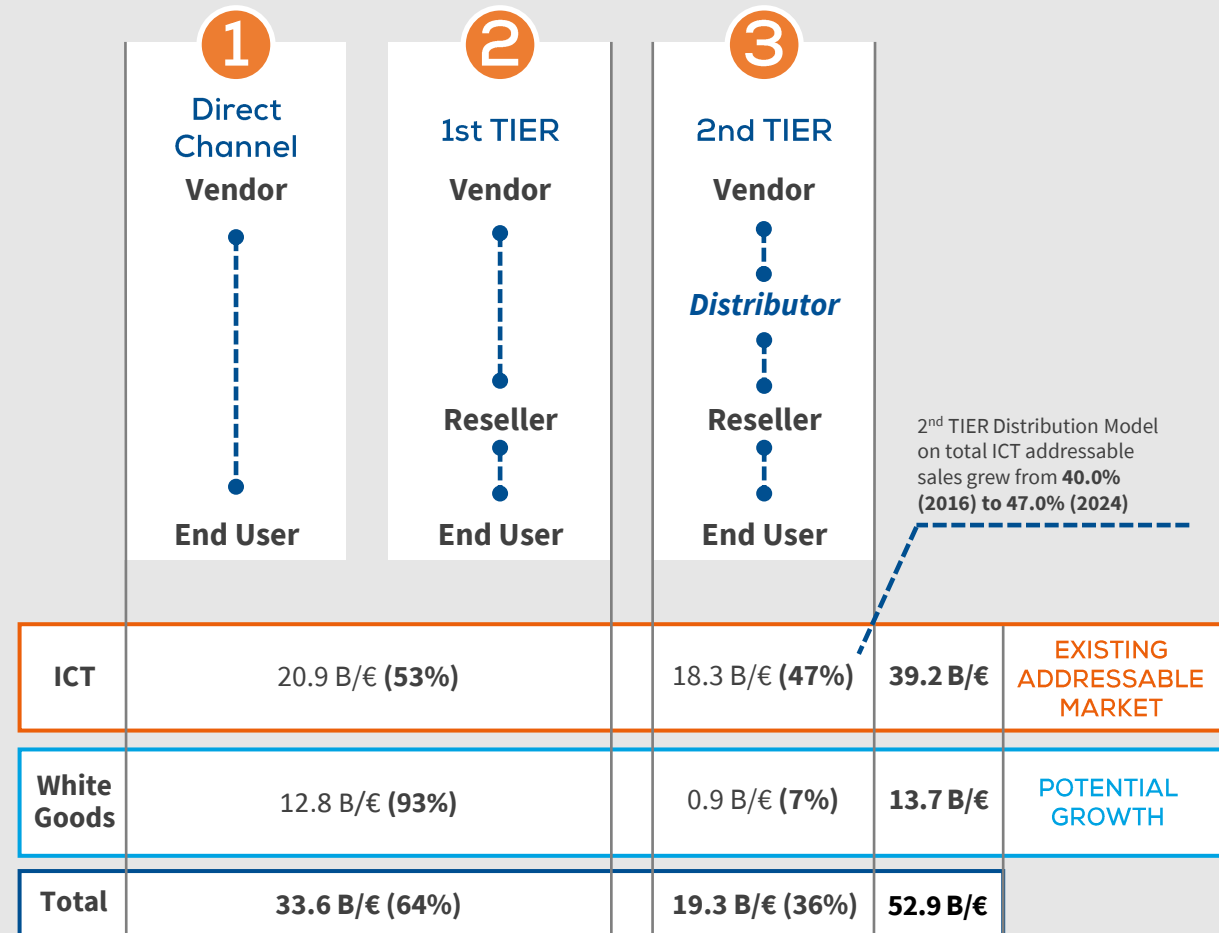 1
Direct
Channel
Vendor
End User
2
1st TIER
Vendor
Reseller
End User
3
2nd TIER
Vendor
Distributor
Reseller
End User
2nd TIER Distribution Model
on total ICT addressable
sales grew from 40.0%
(2016) to 47.0% (2024)
ICT
20.9 B/€ (53%)
18.3 B/€ (47%)
39.2 B/€
EXISTING
ADDRESSABLE
MARKET
White
Goods
12.8 B/€ (93%)
0.9 B/€ (7%)
13.7 B/€
POTENTIAL
GROWTH
Total
33.6 B/€ (64%)
19.3 B/€ (36%)
52.9 B/€